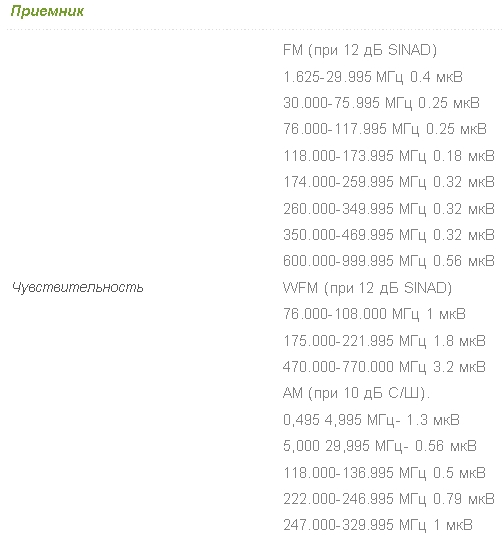 Приемник
FM (при 12 дБ SINAD)
1.625-29.995 МГц 0.4 мкВ
30.000-75.995 МГц 0.25 мкВ
76.000-117.995 МГц 0.25 мкВ
118.000-173.995 МГц 0.18 мкВ
174.000-259.995 МГц 0.32 мкВ
260.000-349.995 МГц 0.32 мкВ
350.000-469.995 МГц 0.32 мкВ
600.000-999.995 МГц 0.56 мкВ
Чувствительность WFM (при 12 дБ SINAD)
76.000-108.000 МГц 1 мкВ
175.000-221.995 МГц 1.8 мкВ
470.000-770.000 МГц 3.2 мкВ
АМ (при 10 дБ С/Ш).
0,495 4,995 МГц- 1.3 мкВ
5,000 29,995 МГц- 0.56 мкВ
118.000-136.995 МГц 0.5 мкВ
222.000-246.995 МГц 0.79 мкВ
247.000-329.995 МГц 1 мкВ